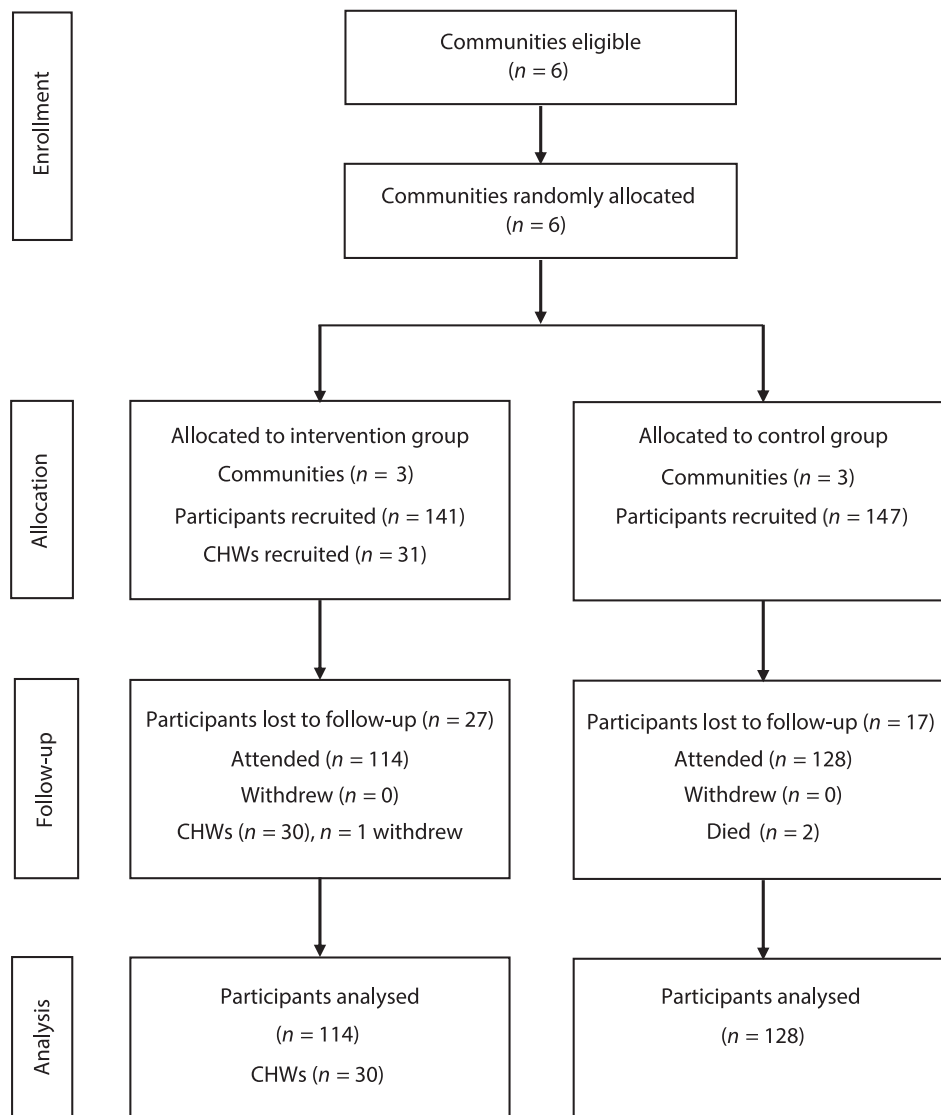 Enrollment
Communities eligible
(n = 6)
Communities randomly allocated
(n = 6)
Allocation
Allocated to intervention group
Communities (n = 3)
Participants recruited (n = 141)
CHWs recruited (n = 31)
Allocated to control group
Communities (n = 3)
Participants recruited (n = 147)
Follow-up
Participants lost to follow-up (n = 27)
Attended (n = 114)
Withdrew (n = 0)
CHWs (n = 30), n = 1 withdrew
Participants lost to follow-up (n = 17)
Attended (n = 128)
Withdrew (n = 0)
Died (n = 2)
Analysis
Participants analysed
(n = 114)
CHWs (n = 30)
Participants analysed
(n = 128)